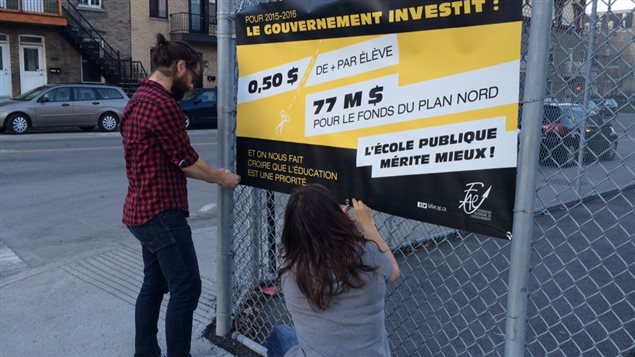 POUR 2015-2016
LE GOUVERNEMENT INVESTIT :
0,50 $ DE + PAR ÉLÈVE
77 M $
POUR LE FONDS DU PLAN NORD
L'ÉCOLE PUBLIQUE
MÉRITE MIEUX !
ET ON NOUS FAIT
CROIRE QUE L'ÉDUCATION
EST UNE PRIORITÉ
lafae.qc.ca
FAE